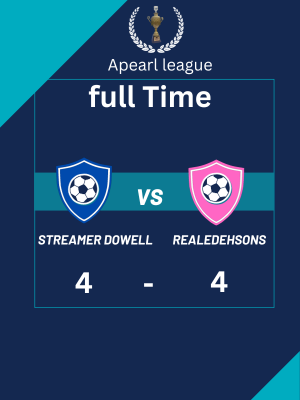 Apearl league
full Time
VS
STREAMER DOWELL REALEDEHSONS
4 - 4